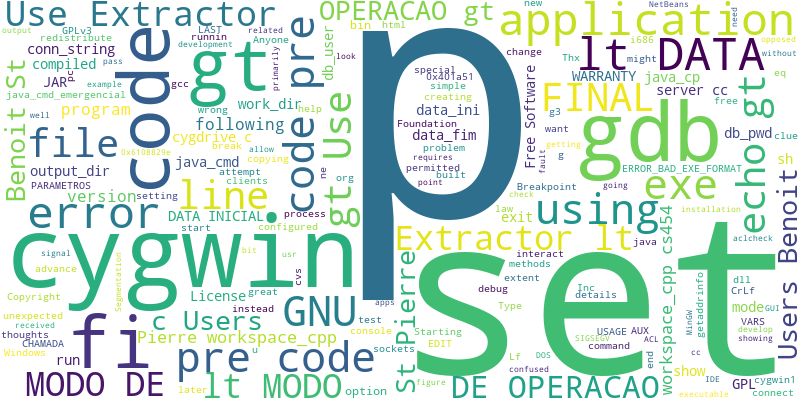 Use Extractor
OPERACAO gt
application
new
NetBeans
output
GPLv3
LAST
related
redistribute
runnin
Anyone
bin
html
need
conn_string
development
primarily
db_user
lt DATA
i686
opposed
without
compiled
pass
look
special
0x401a51
change
might
Due
gt
code
code pre
simple
Thx
WARRANTY
java_cp
eq
JAR
pc
example
gcc
creating
FINAL
server cc
free
java_cmd_emergencial
well
wrong
work_dir
data_ini
Free Software
Benoit St
program
help
Foundation
g3
gdb
echo gt
db_pwd
clue
file
0x6108829e
cygdrive c
following
break
allow
data_fim
want
sh
java_cmd
copying
problem
requires
permitted
g
fault
ERROR_BAD_EXE_FORMAT
output_dir
attempt
clients
org
ne
point
built
Breakpoint
going
exe
PARAMETROS
version
setting
line
gt Use
p
check
getting
installation
error
DATA INICIAL
process
law
exit
using
start
configured
Extractor lt
java
aclcheck
cygwin
signal
bit
usr
interact
methods
extent
set
advance
cvs
debug
Inc
details
Type
dll
CrLf
Copyright
License
great
instead
apps
St Pierre
workspace_cpp cs454
getaddrinfo
MinGW
mode
GUI
Users Benoit
unexpected
received
fi
Segmentation
c Users
GNU
test
Starting
USAGE
AUX
VARS
develop
showing
thoughts
CHAMADA
Pierre workspace_cpp
console
EDIT
SIGSEGV
command
ACL
cygwin1
Windows
run
pre code
u
sockets
Lf
DOS
end
cc
show
IDE
connect
MODO DE
later
lt MODO
option
figure
confused
DE OPERACAO
GPL
executable